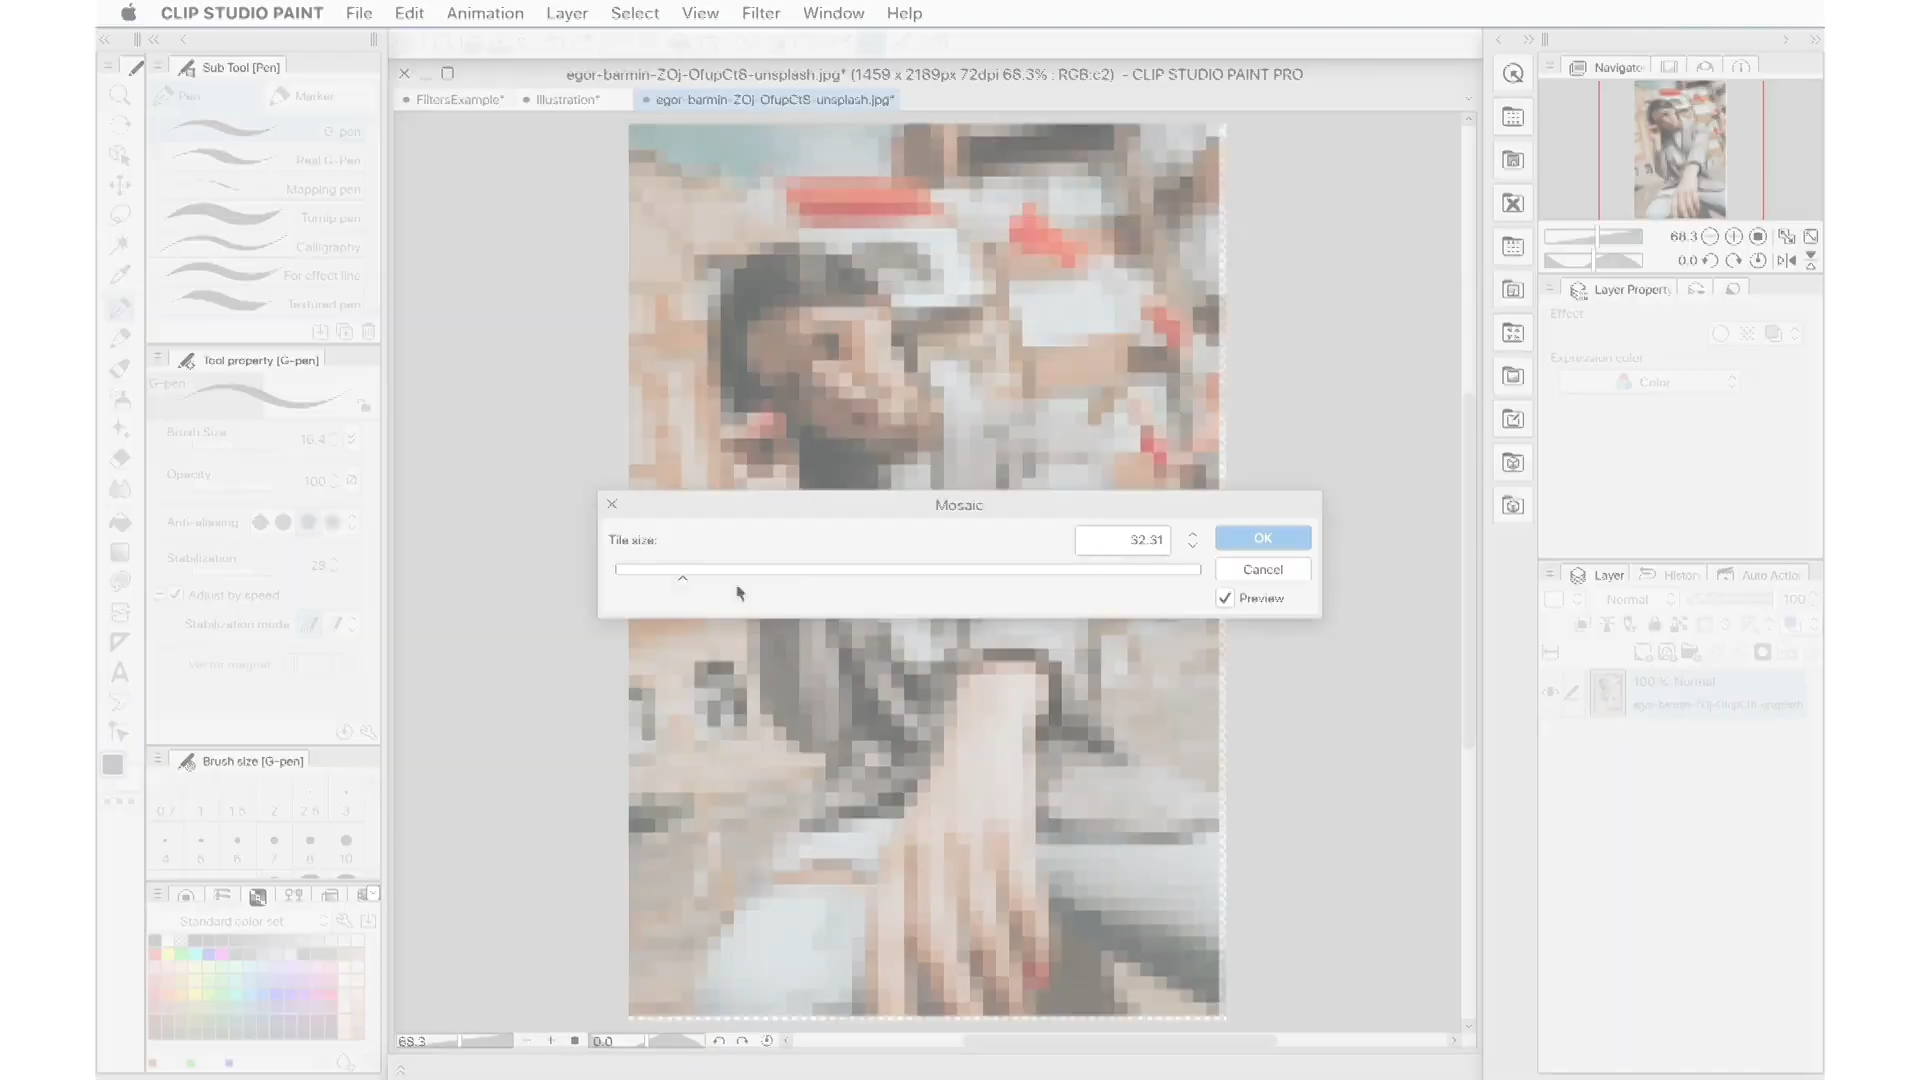 CLIP STUDIO PAINT File Edit Animation Layer Select View Filter Window Help
Sub Tool [Pen]
Pen Marker
G-pen
Real G-Pen
Mapping pen
Turnip pen
Calligraphy
For effect line
Textured pen
Tool property [G-pen]
G-pen
Brush Size 16.4
Opacity 100
Anti-aliasing
Stabilization 28
Adjust by speed
Stabilization mode
Vector magnet
Brush size [G-pen]
0.7 1 1.5 2 2.5 3
4 5 6 7 8 10
Standard color set
egor-barmin-ZOj-OfupCt8-unsplash.jpg* (1459 x 2189px 72dpi 68.3% : RGB:c2) - CLIP STUDIO PAINT PRO
FiltersExample* Illustration* egor-barmin-ZOj-OfupCt8-unsplash.jpg*
Mosaic
Tile size: 32.31 OK
Cancel
Preview
68.3 0.0
Navigator
68.3
0.0
Layer Property
Effect
Expression color
Color
Layer History Auto Action
Normal 100
100 % Normal
egor-barmin-ZOj-OfupCt8-unsplash